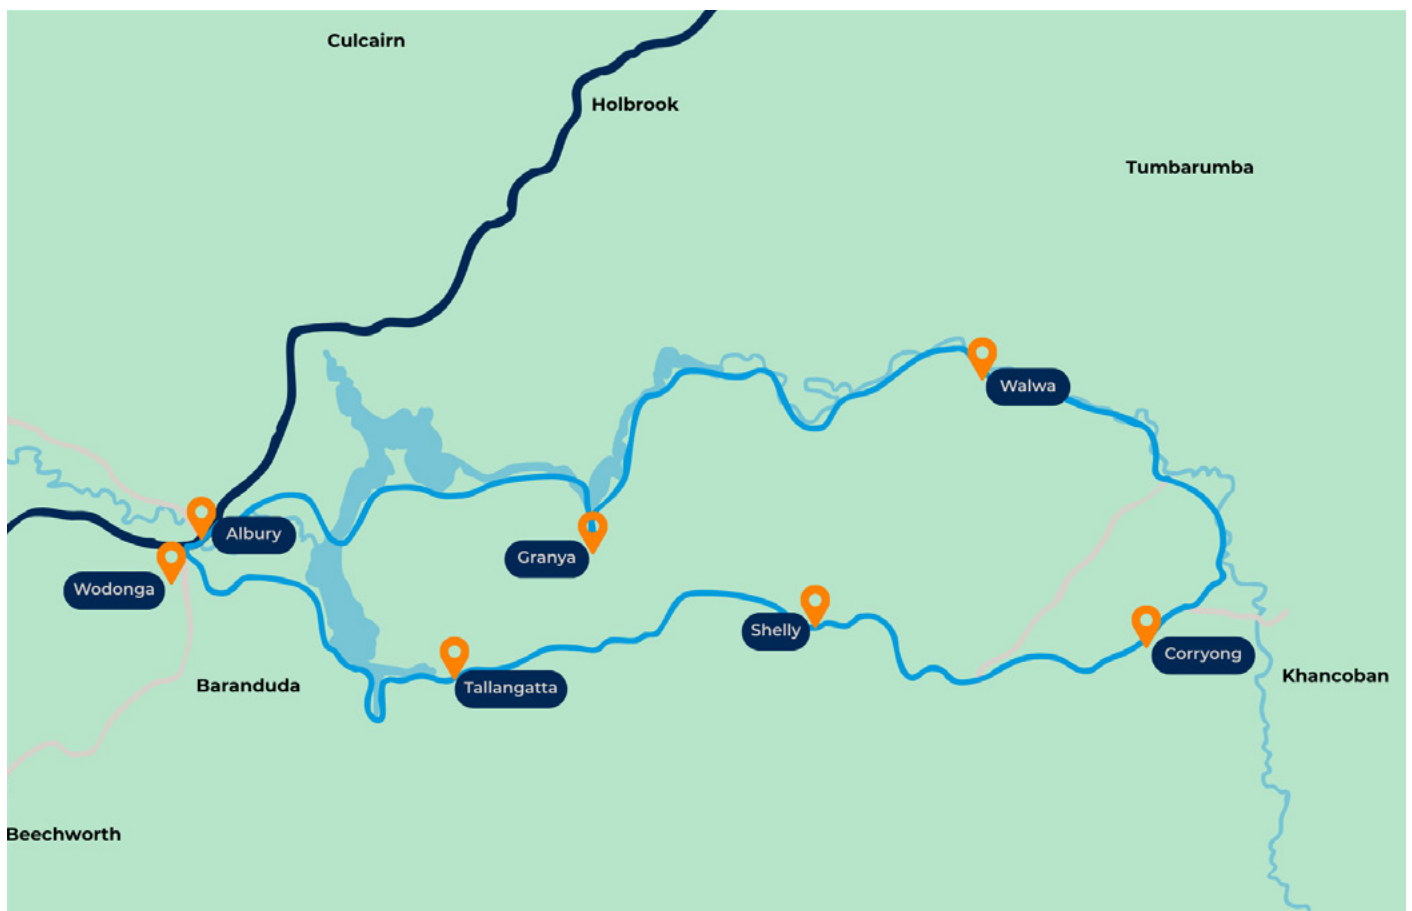 Culcairn
Holbrook
Tumbarumba
Walwa
Albury
Granya
Wodonga
Shelly
Corryong
Khancoban
Baranduda
Tallangatta
Beechworth